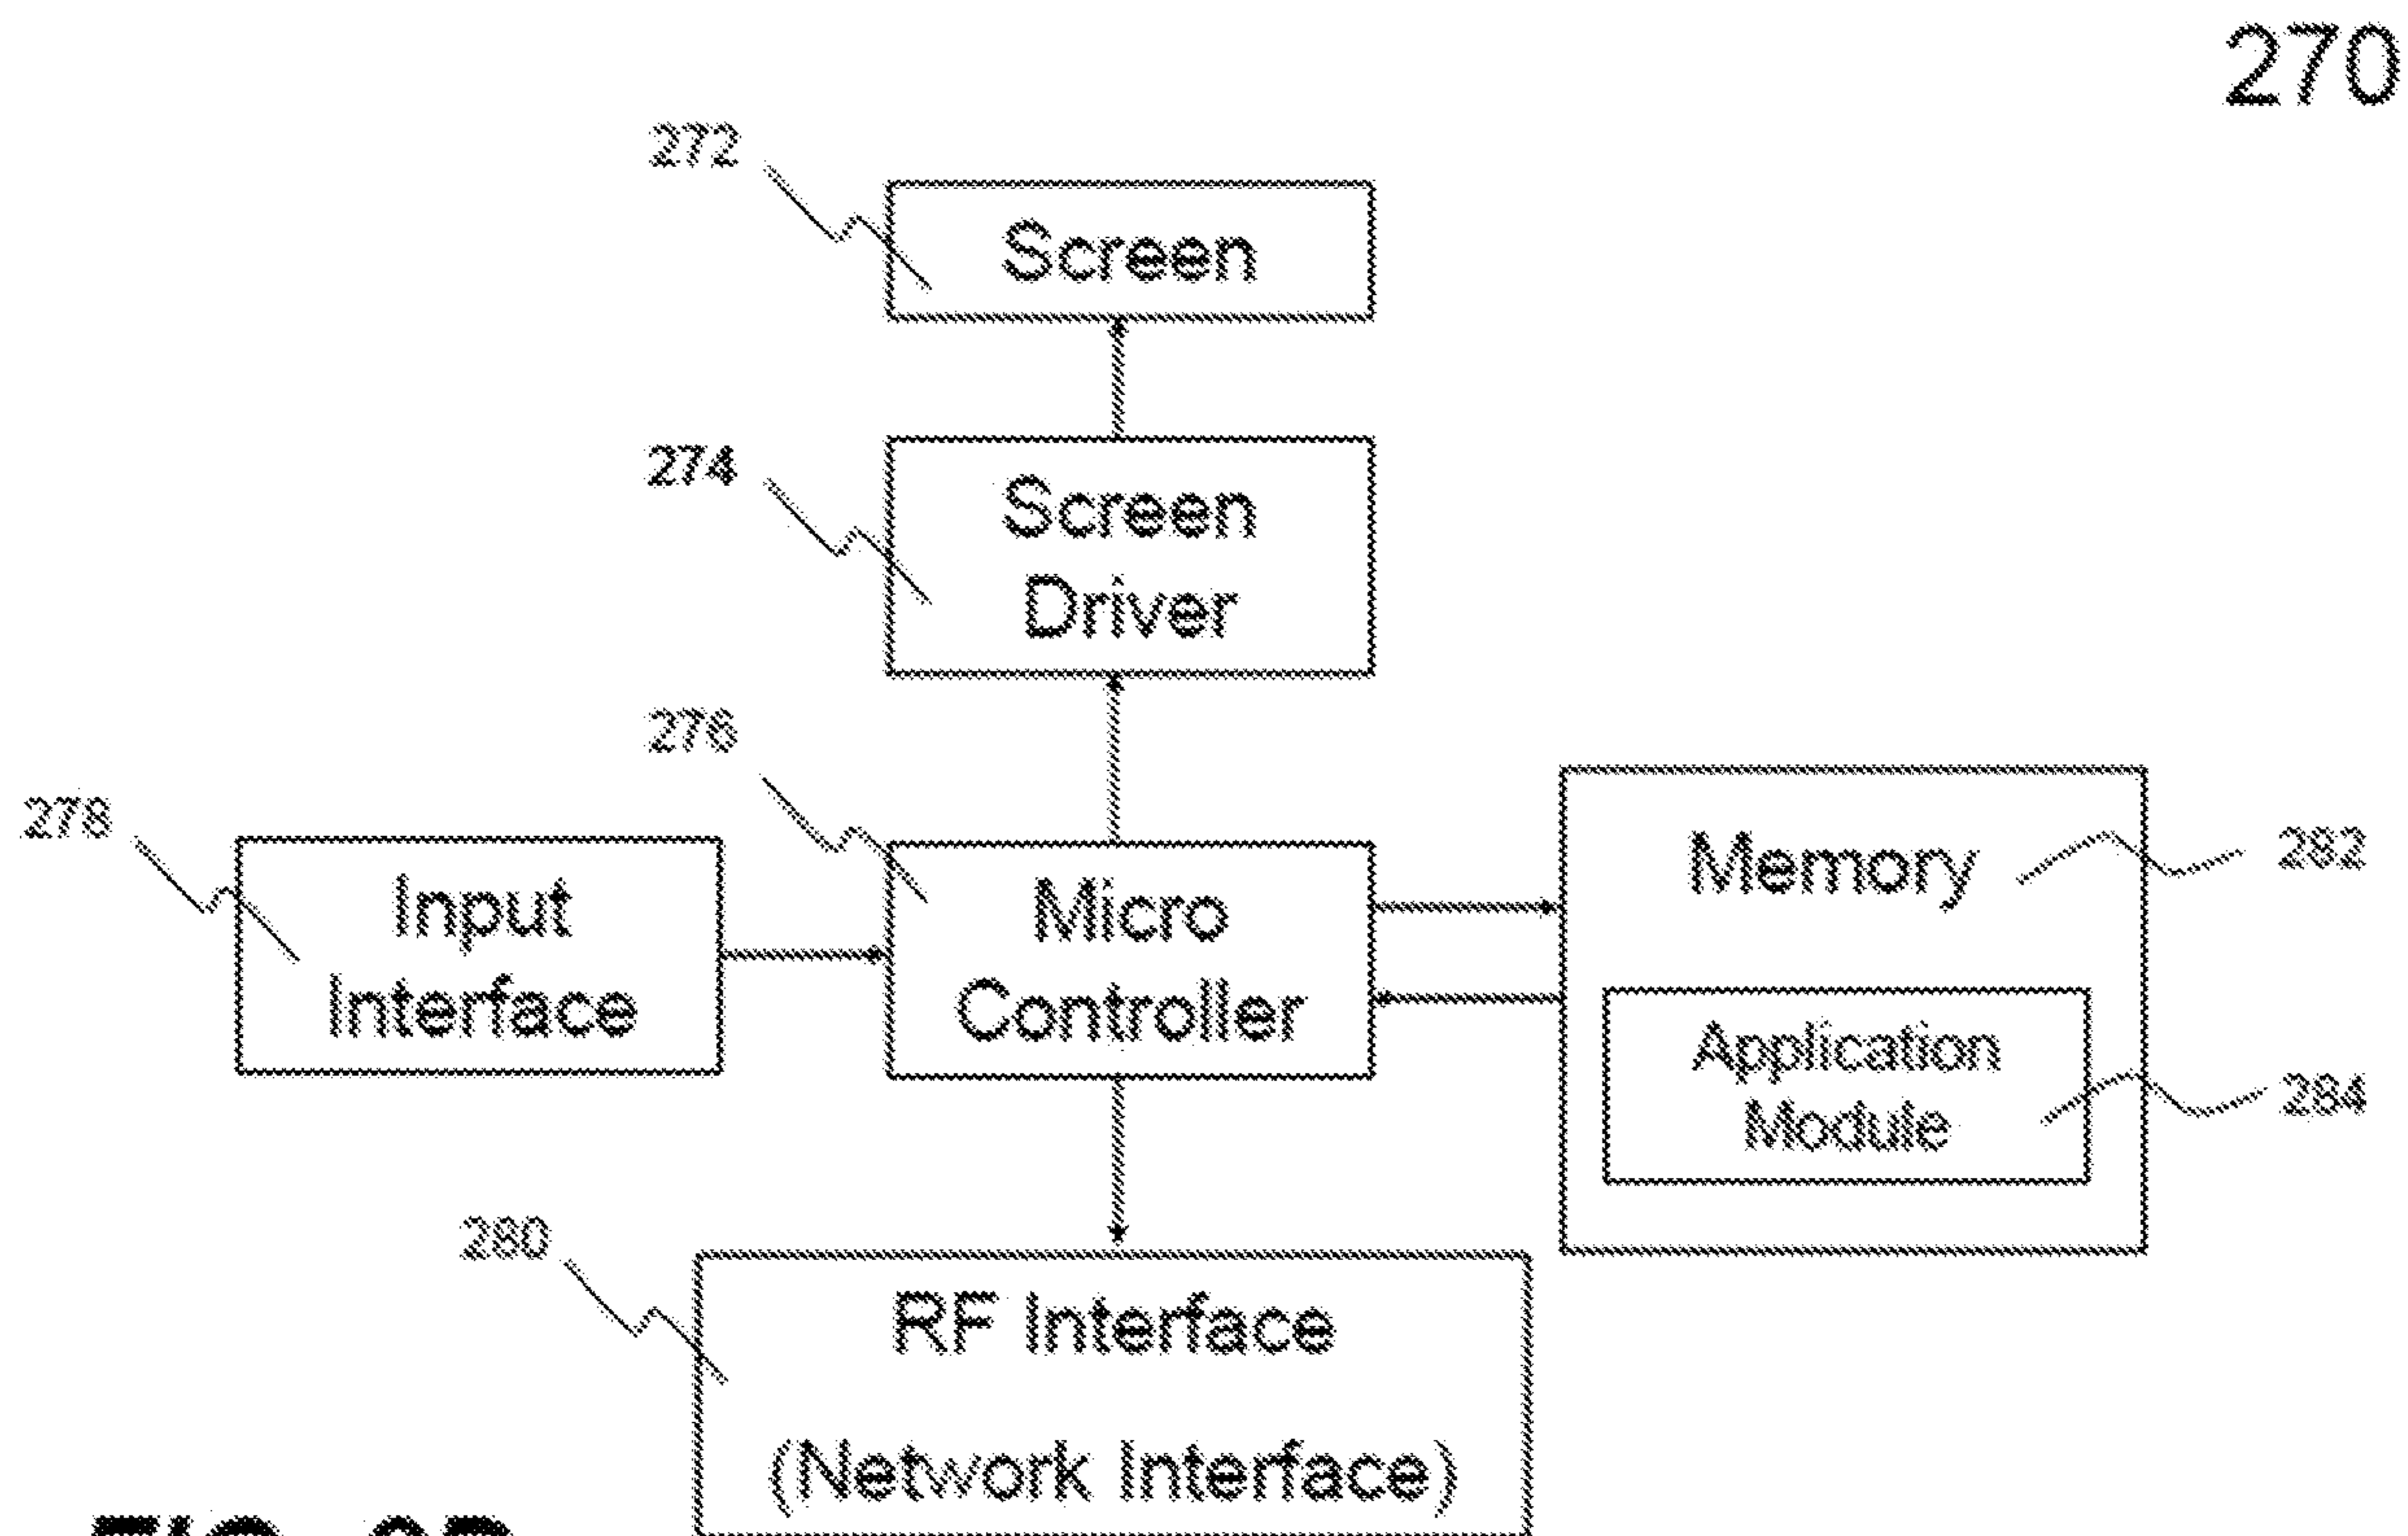 270
272
Screen
274
Screen
Driver
276
278
Input
Interface
Micro
Controller
Memory
282
Application
Module
284
280
RF Interface
(Network Interface)